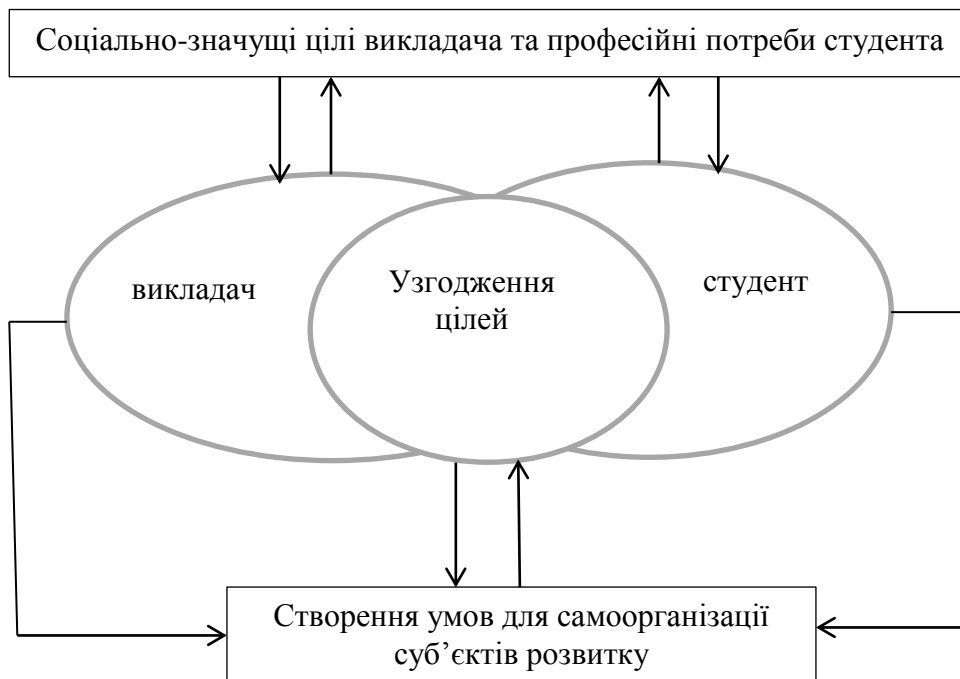 Соціально-значущі цілі викладача та професійні потреби студента
викладач
Узгодження
цілей
студент
Створення умов для самоорганізації
суб’єктів розвитку